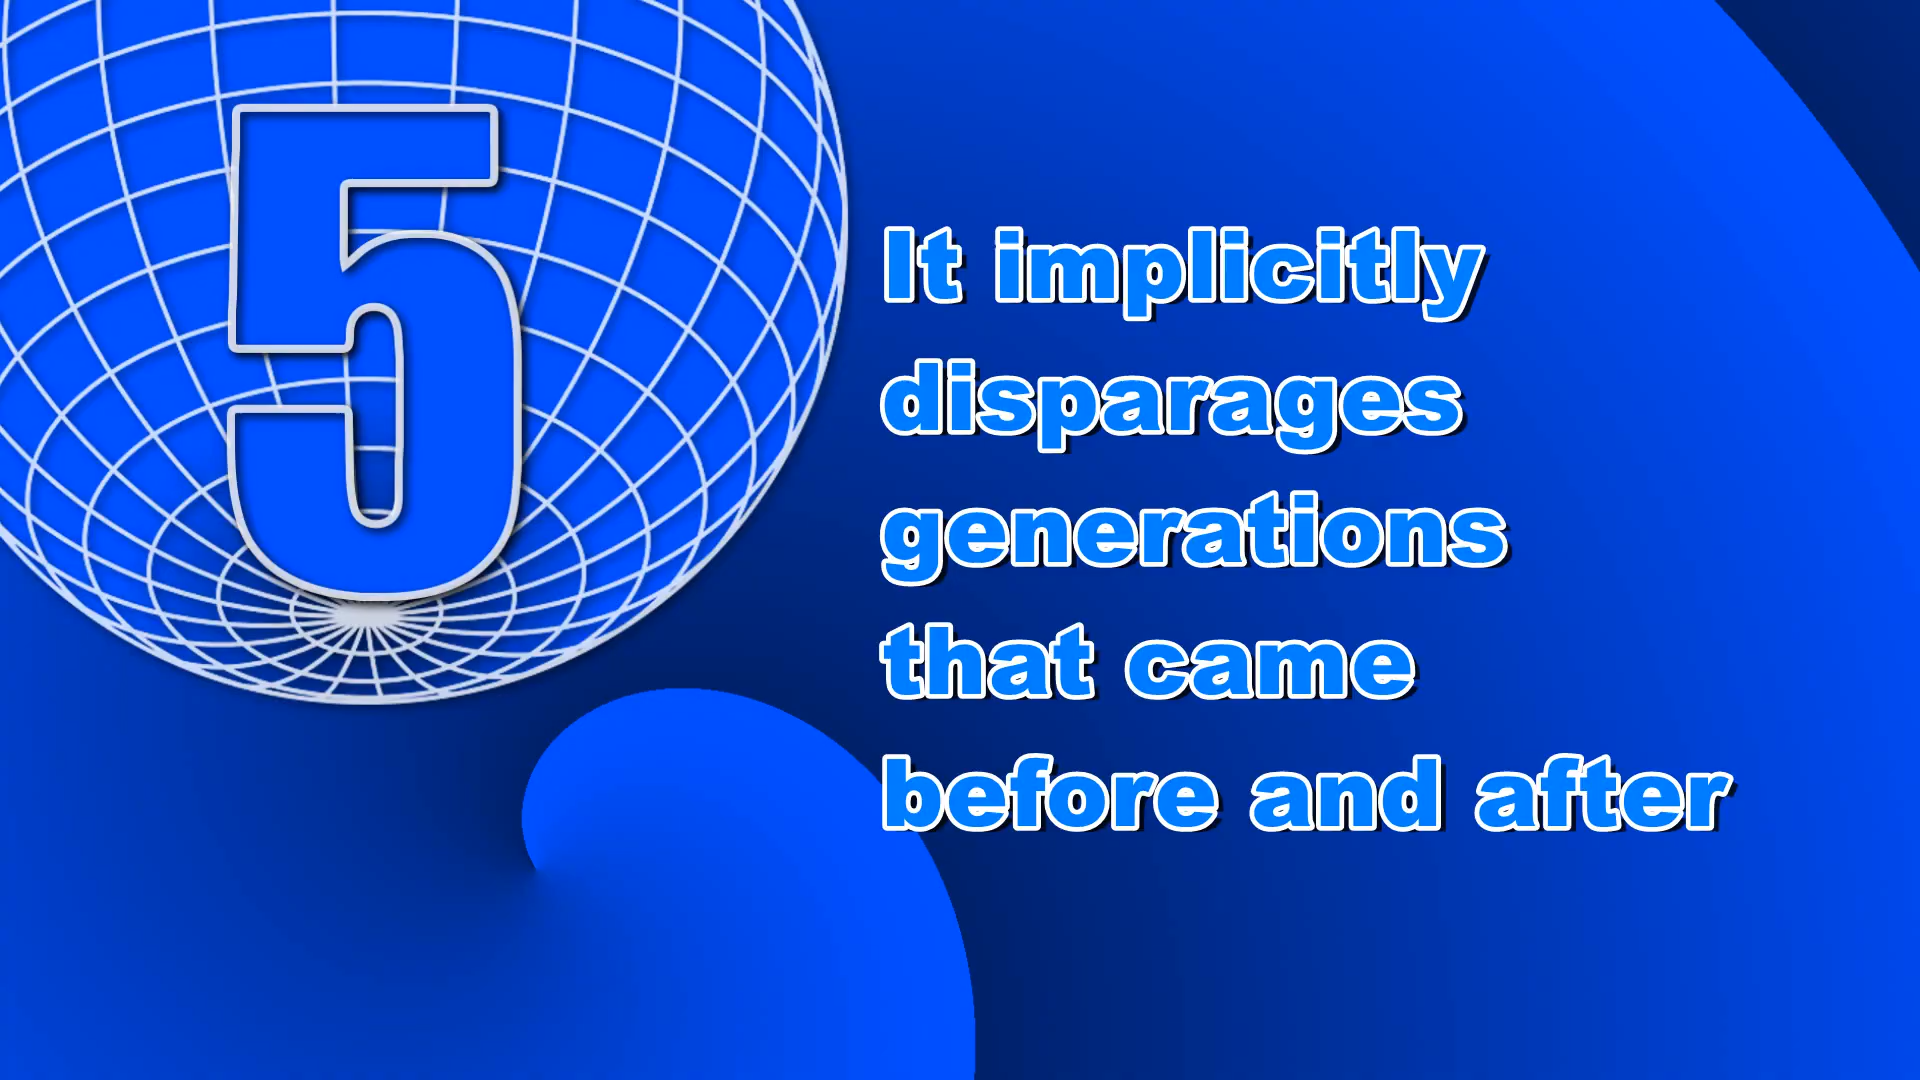 5
It implicitly
disparages
generations
that came
before and after